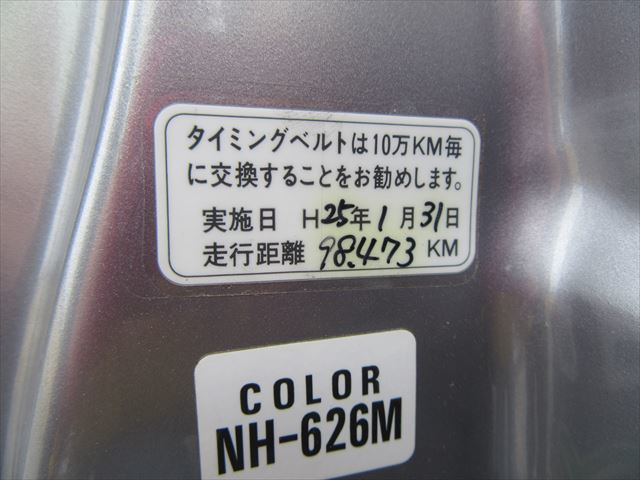 タイミングベルトは10万KM毎
に交換することをお勧めします。
実施日 H25年1月31日
走行距離 98.473 KM
COLOR
NH-626M